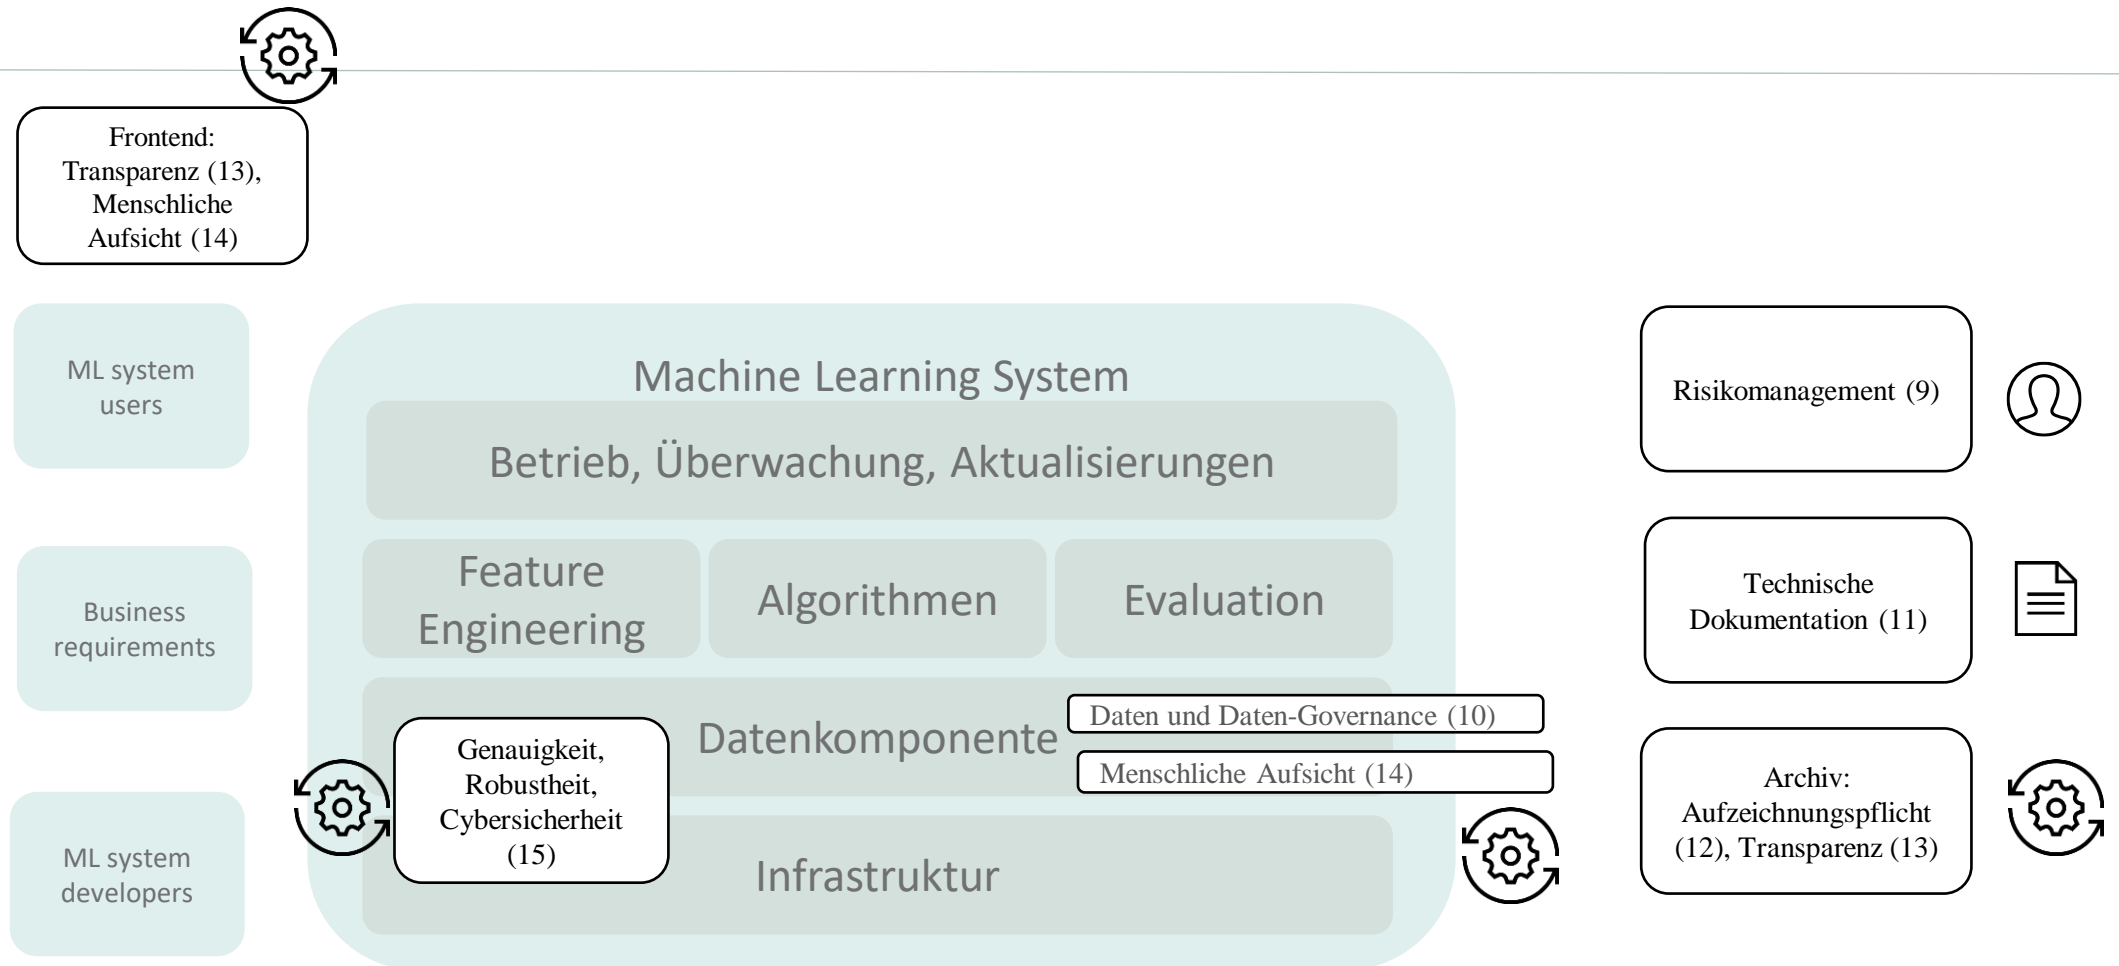 Frontend:
Transparenz (13),
Menschliche
Aufsicht (14)
ML system
users
Business
requirements
ML system
developers
Machine Learning System
Betrieb, Überwachung, Aktualisierungen
Feature
Engineering
Algorithmen
Evaluation
Datenkomponente
Daten und Daten-Governance (10)
Menschliche Aufsicht (14)
Genauigkeit,
Robustheit,
Cybersicherheit
(15)
Infrastruktur
Risikomanagement (9)
Technische
Dokumentation (11)
Archiv:
Aufzeichnungspflicht
(12), Transparenz (13)